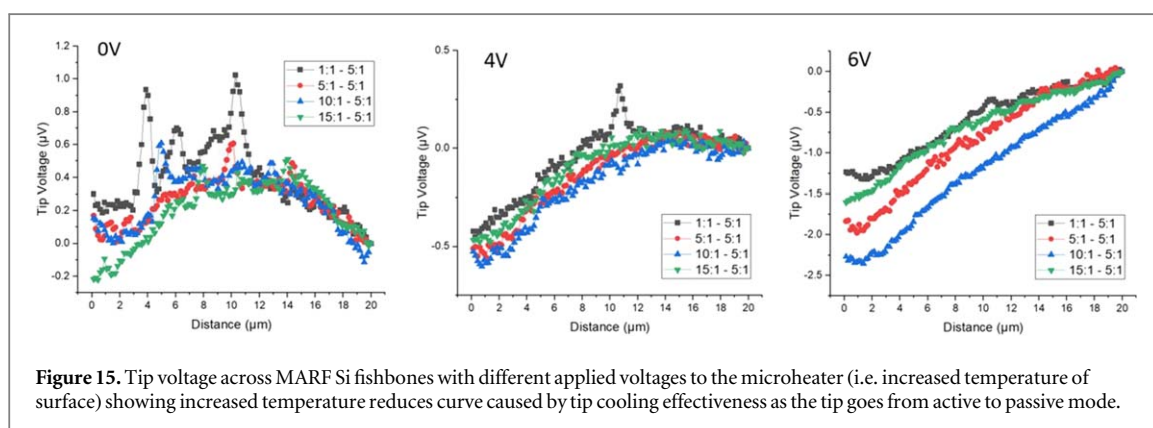 0V
1.2
1.0
0.8
0.6
0.4
0.2
0.0
-0.2
Tip Voltage (µV)
1:1 - 5:1
5:1 - 5:1
10:1 - 5:1
15:1 - 5:1
0 2 4 6 8 10 12 14 16 18 20
Distance (µm)
4V
0.5
0.0
-0.5
Tip Voltage (µV)
1:1 - 5:1
5:1 - 5:1
10:1 - 5:1
15:1 - 5:1
0 2 4 6 8 10 12 14 16 18 20
Distance (µm)
6V
0.0
-0.5
-1.0
-1.5
-2.0
-2.5
Tip Voltage (µV)
1:1 - 5:1
5:1 - 5:1
10:1 - 5:1
15:1 - 5:1
0 2 4 6 8 10 12 14 16 18 20
Distance (µm)
Figure 15. Tip voltage across MARF Si fishbones with different applied voltages to the microheater (i.e. increased temperature of
surface) showing increased temperature reduces curve caused by tip cooling effectiveness as the tip goes from active to passive mode.